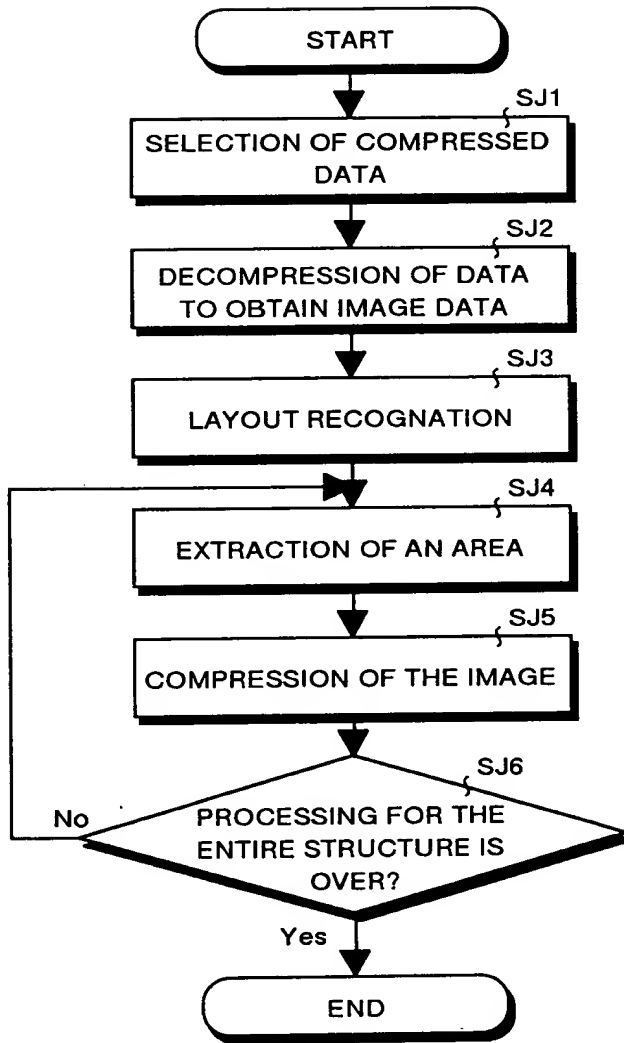 START
SJ1
SELECTION OF COMPRESSED
DATA
SJ2
DECOMPRESSION OF DATA
TO OBTAIN IMAGE DATA
SJ3
LAYOUT RECOGNATION
SJ4
EXTRACTION OF AN AREA
SJ5
COMPRESSION OF THE IMAGE
SJ6
No
PROCESSING FOR THE
ENTIRE STRUCTURE IS
OVER?
Yes
END